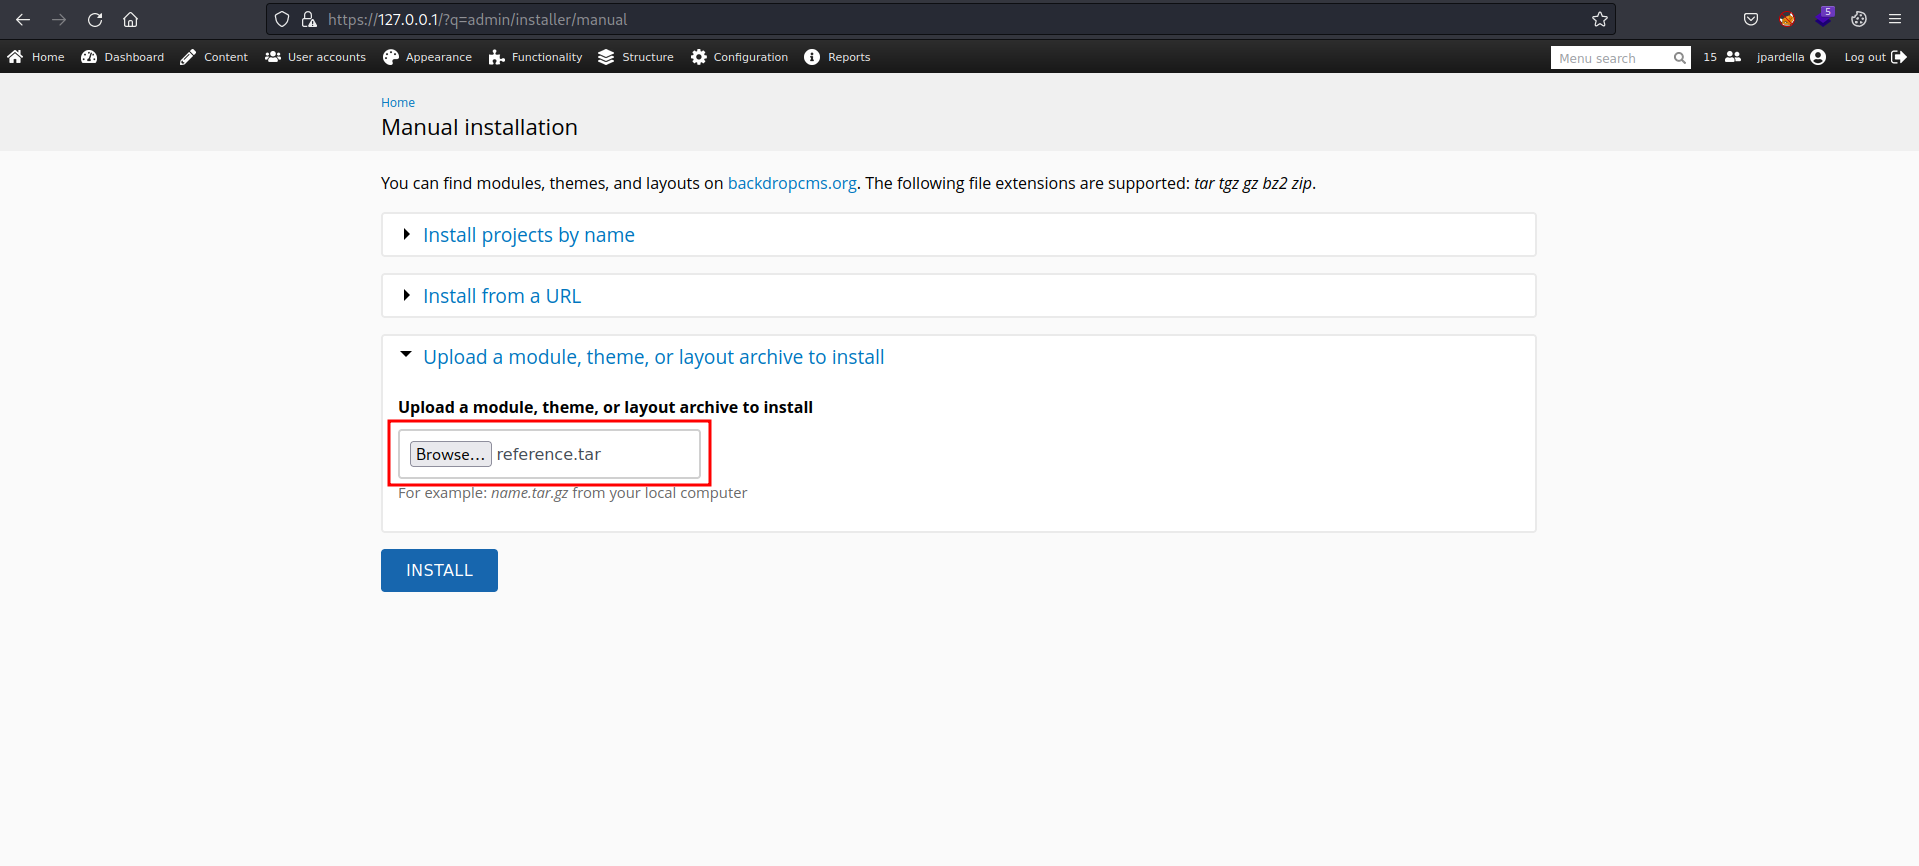 https://127.0.0.1/?q=admin/installer/manual
5
Home Dashboard Content User accounts Appearance Functionality Structure Configuration Reports Menu search 15 jpardella Log out
Home
Manual installation
You can find modules, themes, and layouts on backdropcms.org. The following file extensions are supported: tar tgz gz bz2 zip.
Install projects by name
Install from a URL
Upload a module, theme, or layout archive to install
Upload a module, theme, or layout archive to install
Browse... reference.tar
For example: name.tar.gz from your local computer
INSTALL